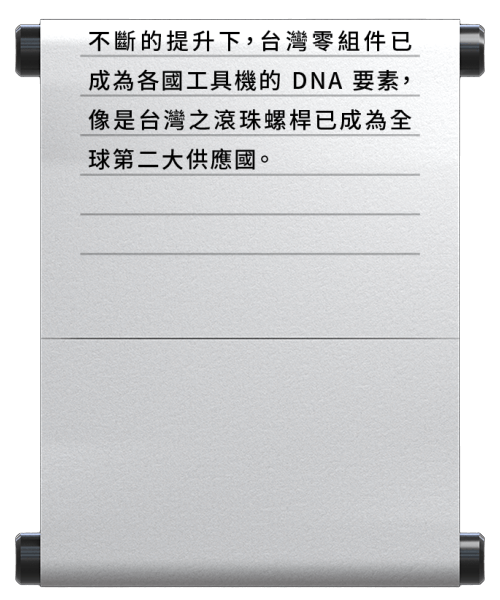 不斷的提升下，台灣零組件已
成為各國工具機的 DNA 要素，
像是台灣之滾珠螺桿已成為全
球第二大供應國。